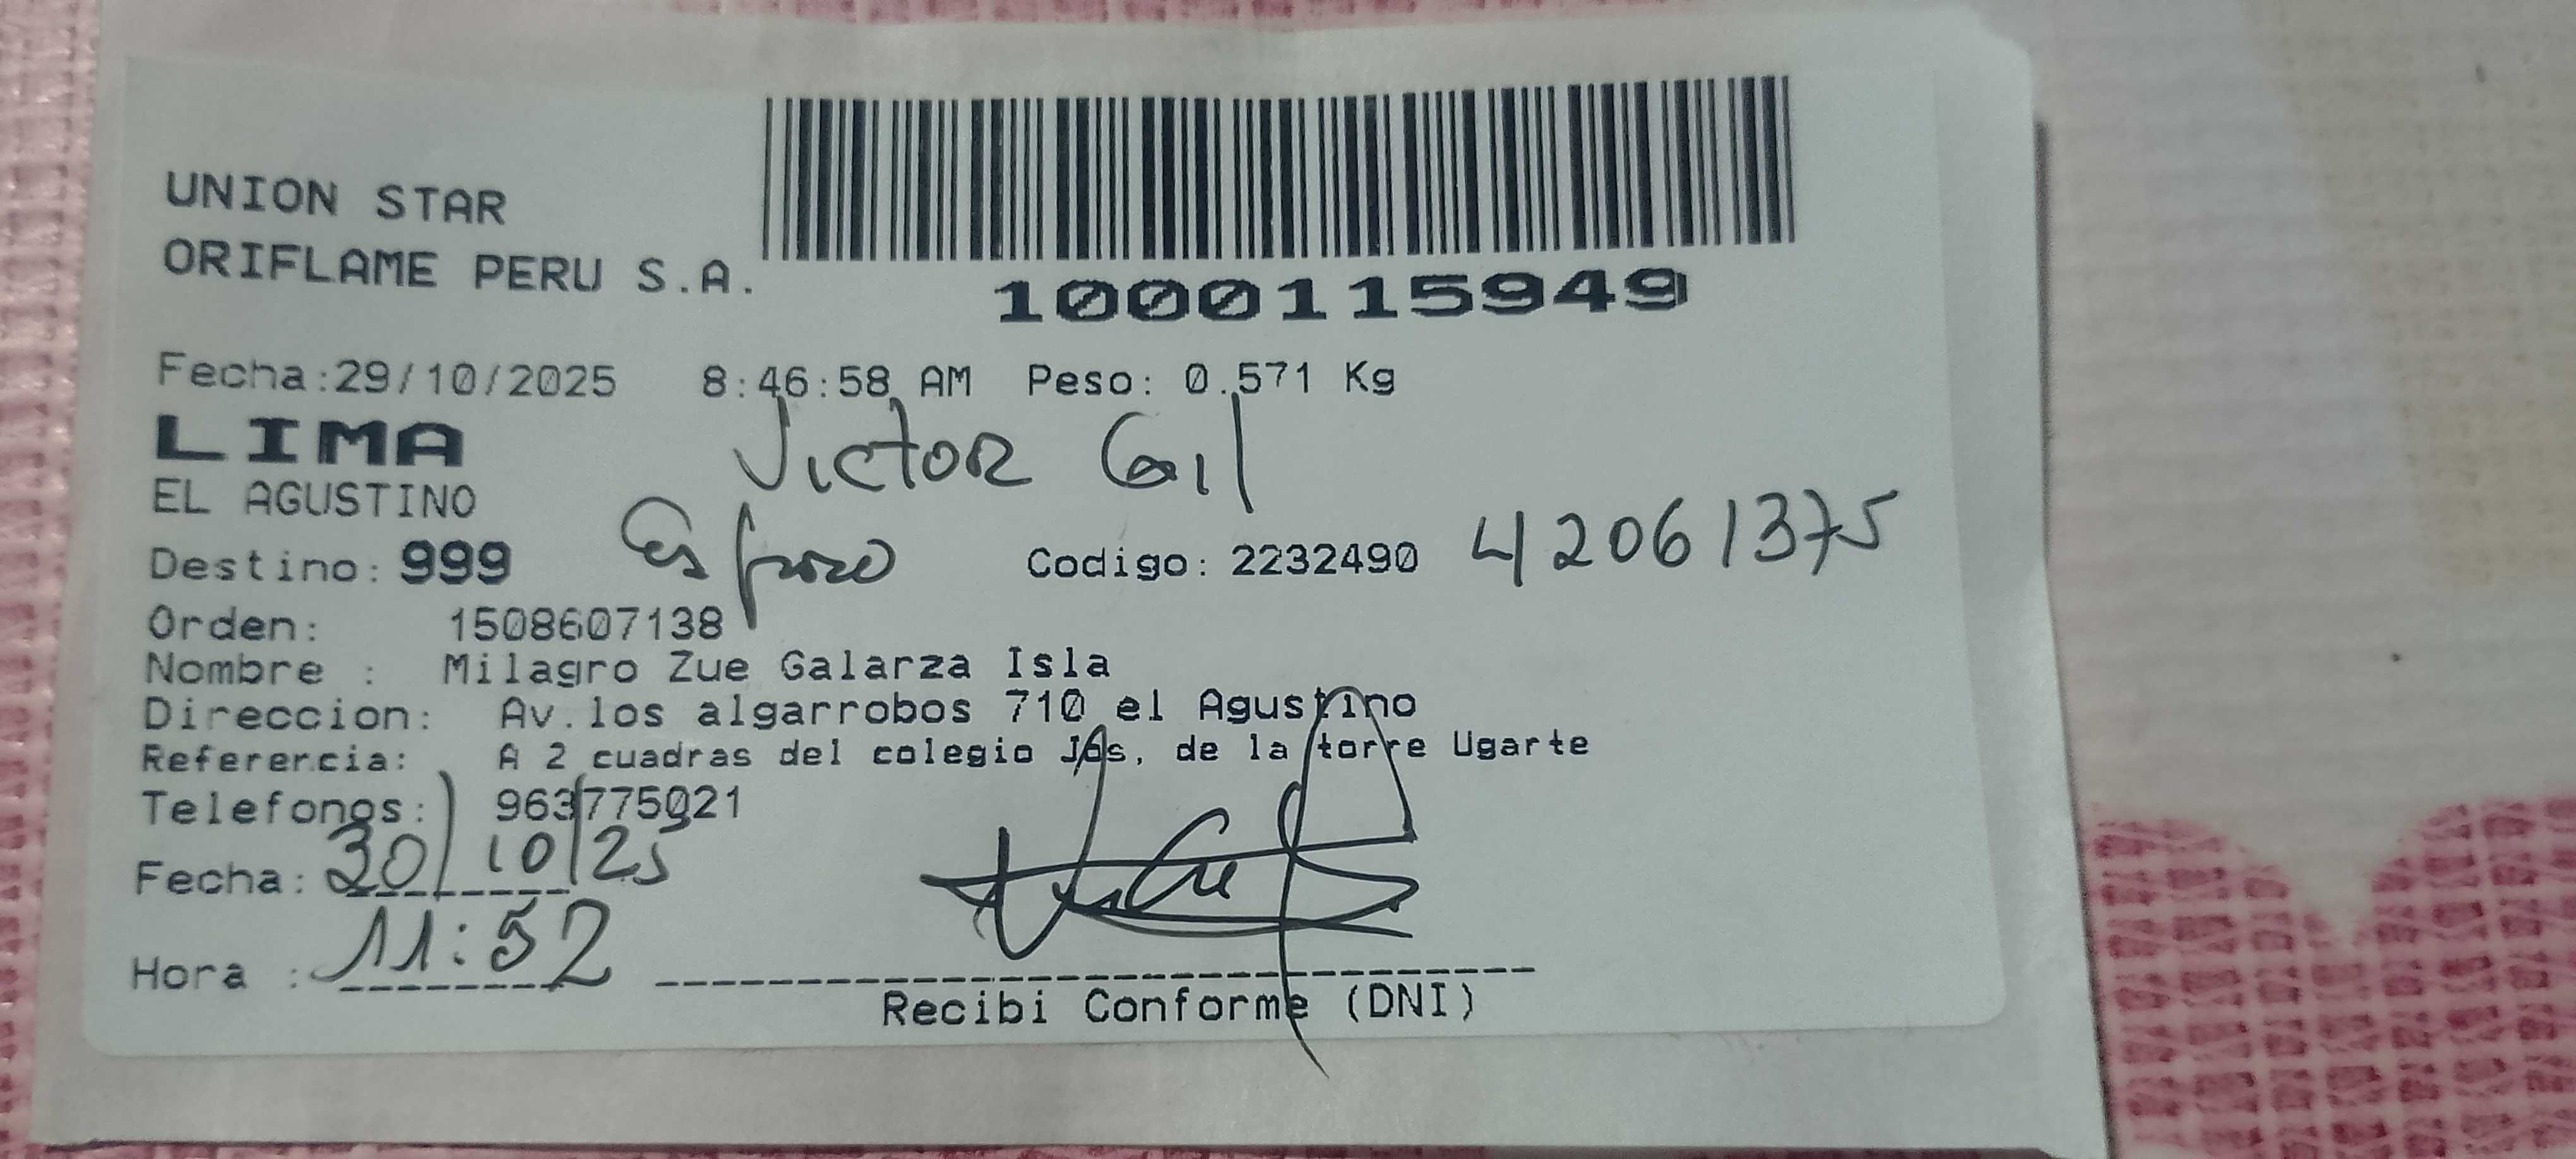 UNION STAR
ORIFLAME PERU S.A.
1000115949
Fecha:29/10/2025 8:46:58 AM Peso: 0.571 Kg
LIMA
Victor Gil
EL AGUSTINO
Esposo
Destino: 999 Codigo: 2232490 42061375
Orden: 1508607138
Nombre : Milagro Zue Galarza Isla
Direccion: Av.los algarrobos 710 el Agustino
Referercia: A 2 cuadras del colegio Jos, de la torre Ugarte
Telefonos: 963775921
Fecha: 30/10/25
Hora : 11:52
Recibi Conforme (DNI)